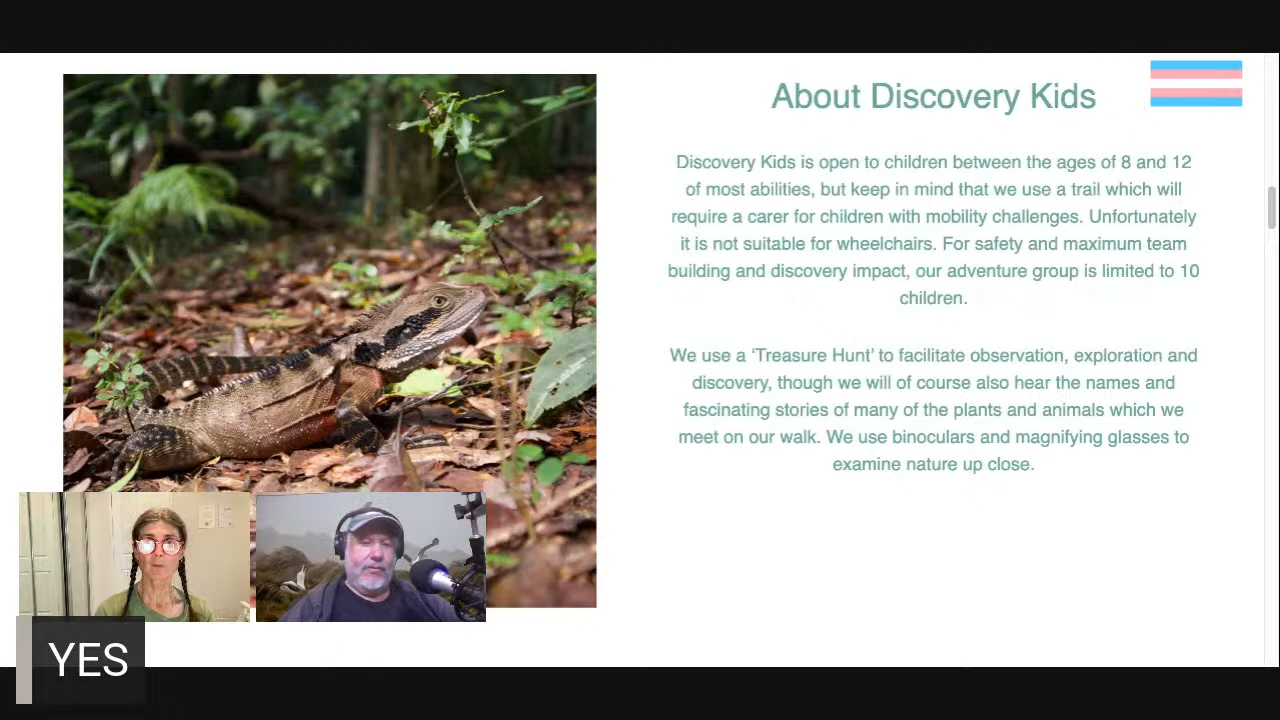 About Discovery Kids
Discovery Kids is open to children between the ages of 8 and 12
of most abilities, but keep in mind that we use a trail which will
require a carer for children with mobility challenges. Unfortunately
it is not suitable for wheelchairs. For safety and maximum team
building and discovery impact, our adventure group is limited to 10
children.
We use a ‘Treasure Hunt’ to facilitate observation, exploration and
discovery, though we will of course also hear the names and
fascinating stories of many of the plants and animals which we
meet on our walk. We use binoculars and magnifying glasses to
examine nature up close.
YES